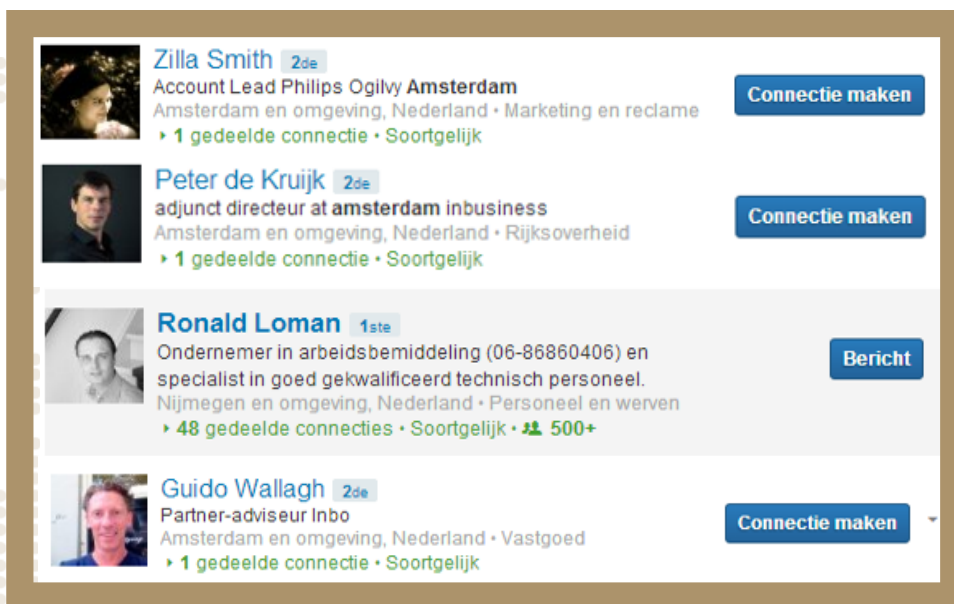 Zilla Smith 2de
Account Lead Philips Ogilvy Amsterdam
Connectie maken
Amsterdam en omgeving, Nederland • Marketing en reclame
1 gedeelde connectie • Soortgelijk
Peter de Kruijk 2de
adjunct directeur at amsterdam inbusiness
Connectie maken
Amsterdam en omgeving, Nederland • Rijksoverheid
1 gedeelde connectie • Soortgelijk
Ronald Loman 1ste
Ondernemer in arbeidsbemiddeling (06-86860406) en
Bericht
specialist in goed gekwalificeerd technisch personeel.
Nijmegen en omgeving, Nederland • Personeel en werven
48 gedeelde connecties • Soortgelijk • 500+
Guido Wallagh 2de
Partner-adviseur Inbo
Connectie maken
Amsterdam en omgeving, Nederland • Vastgoed
1 gedeelde connectie • Soortgelijk